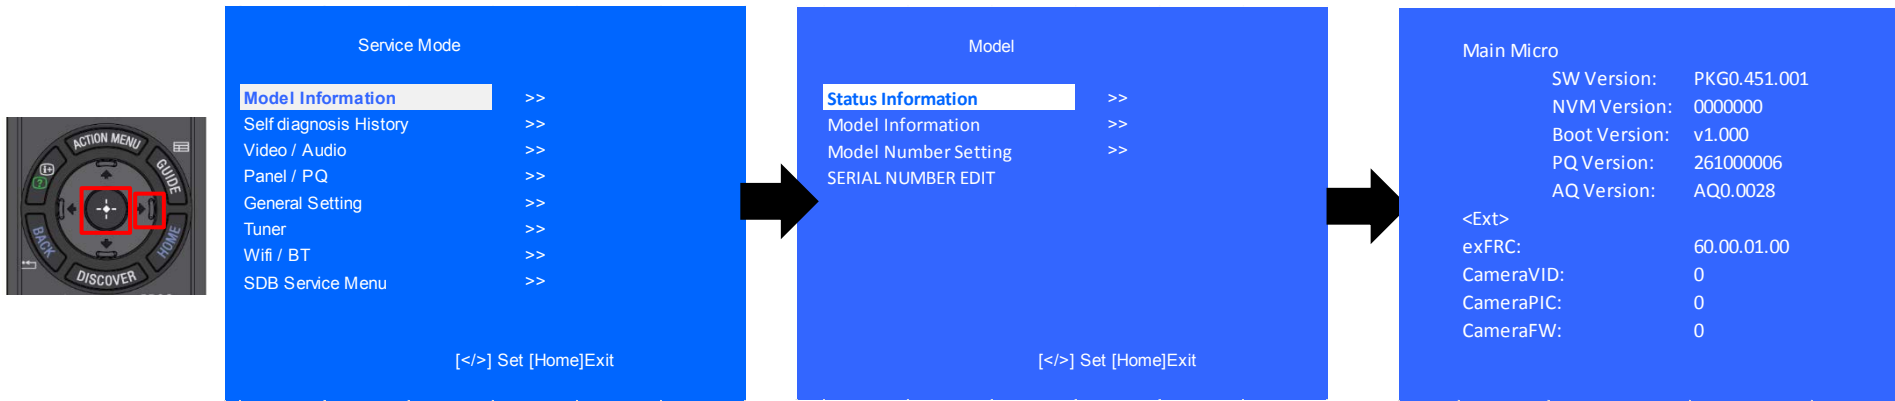 ACTION MENU
GUIDE
i+
?
BACK
HOME
DISCOVER
Service Mode
Model Information >>
Self diagnosis History >>
Video / Audio >>
Panel / PQ >>
General Setting >>
Tuner >>
Wifi / BT >>
SDB Service Menu >>
[</>] Set [Home]Exit
Model
Status Information >>
Model Information >>
Model Number Setting >>
SERIAL NUMBER EDIT
[</>] Set [Home]Exit
Main Micro
SW Version: PKG0.451.001
NVM Version: 0000000
Boot Version: v1.000
PQ Version: 261000006
AQ Version: AQ0.0028
<Ext>
exFRC: 60.00.01.00
CameraVID: 0
CameraPIC: 0
CameraFW: 0